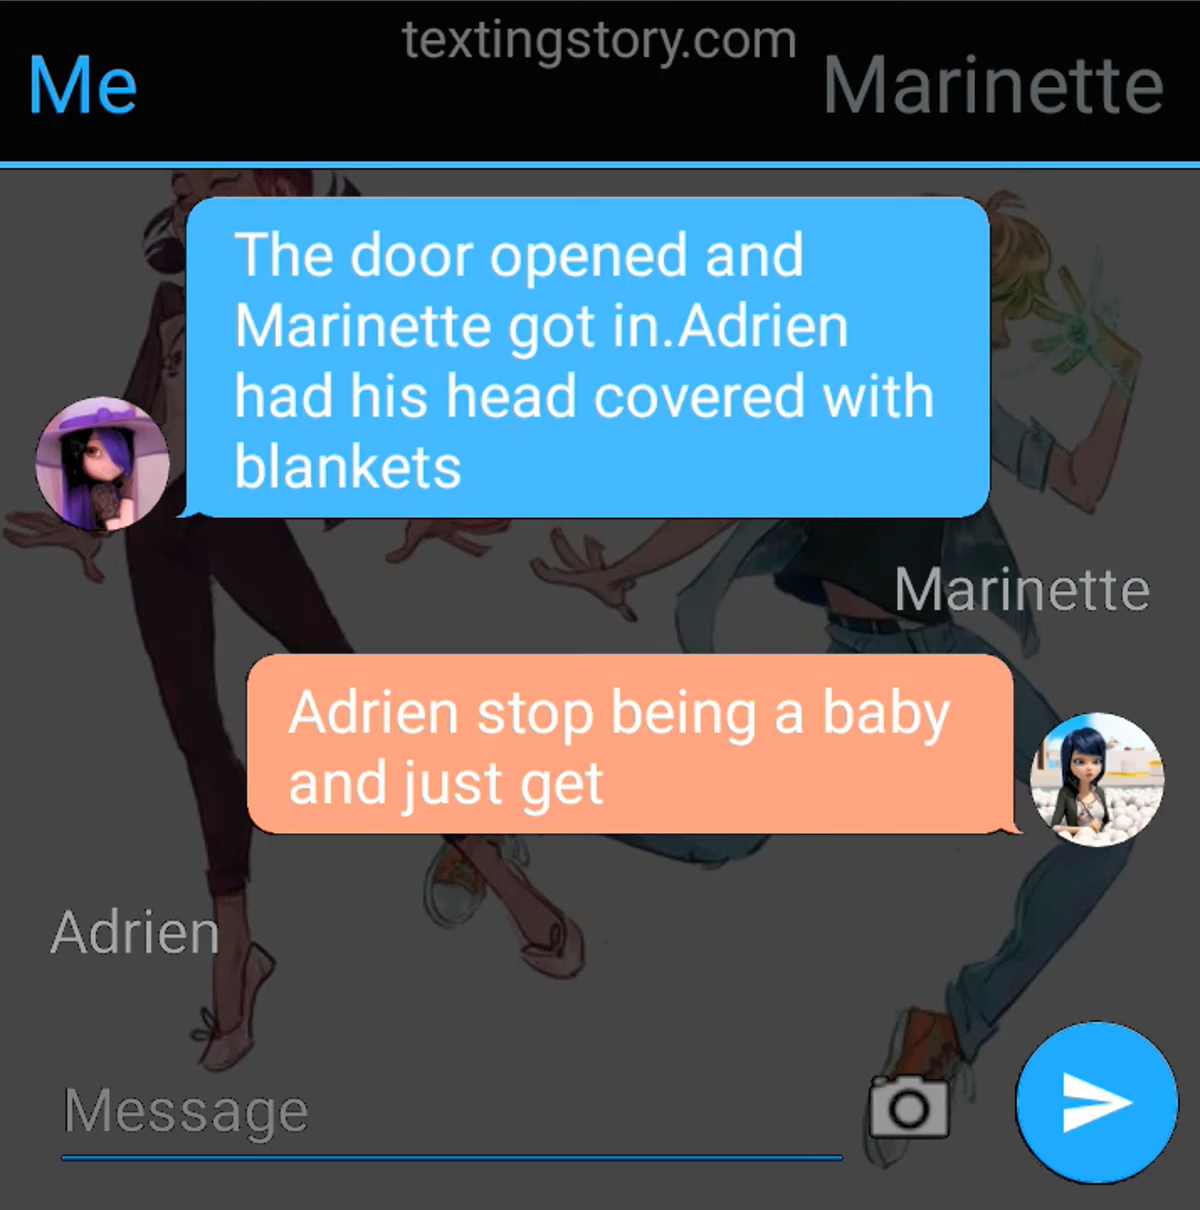 textingstory.com
Me
Marinette
The door opened and
Marinette got in.Adrien
had his head covered with
blankets
Marinette
Adrien stop being a baby
and just get
Adrien
Message